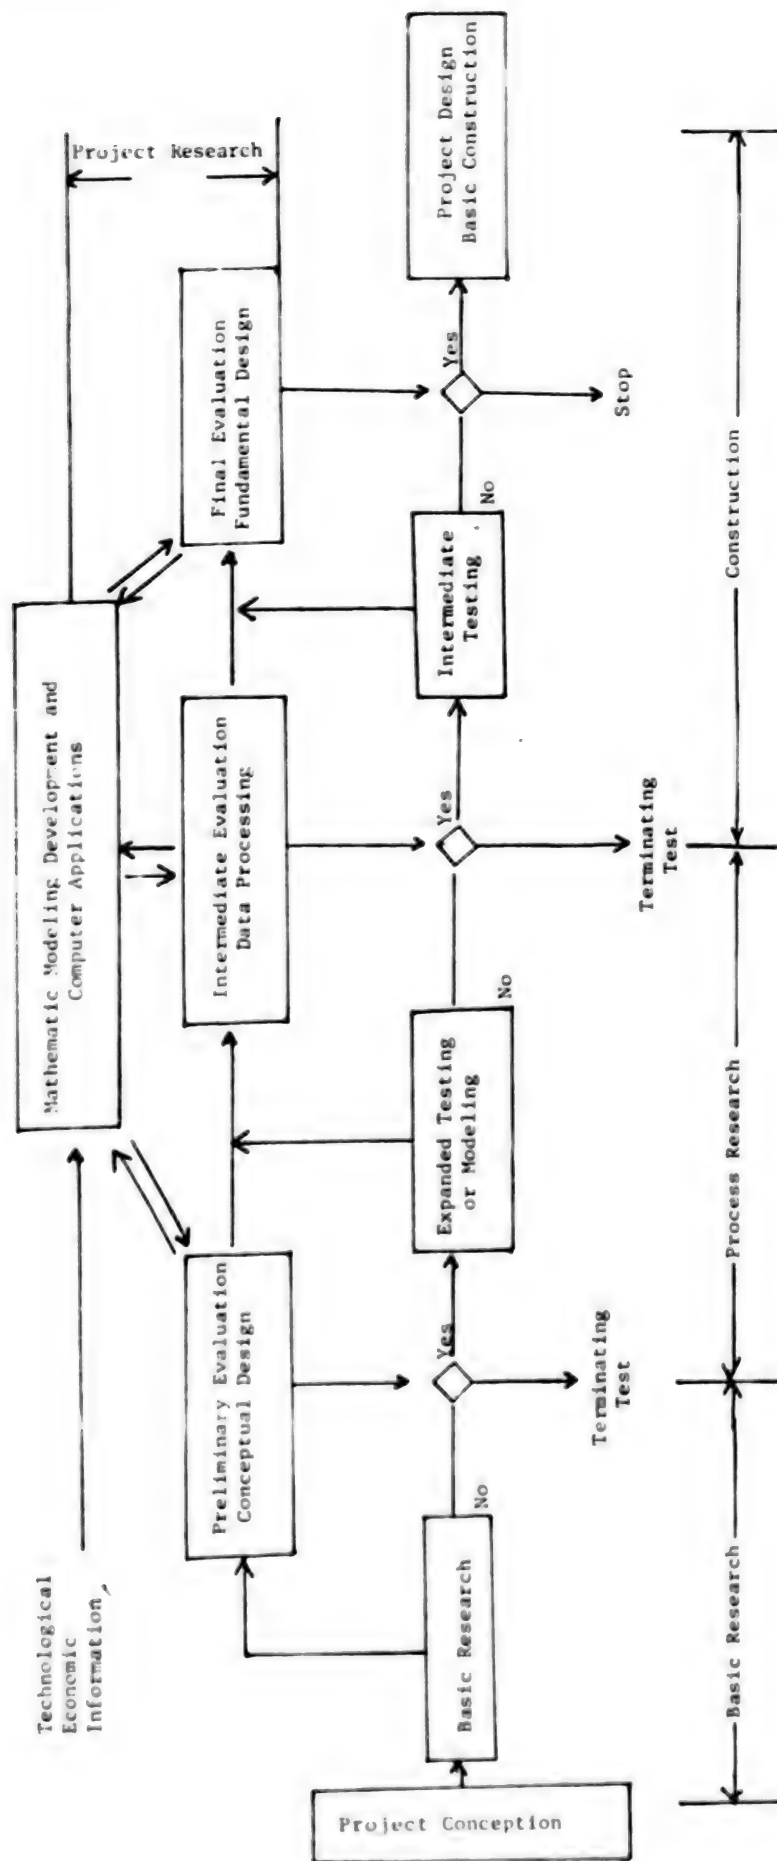 Technological
Economic
Information,
Mathematic Modeling Development and
Computer Applications
Project Research
Preliminary Evaluation
Conceptual Design
Intermediate Evaluation
Data Processing
Final Evaluation
Fundamental Design
Project Conception
Basic Research
No
Yes
Expanded Testing
or Modeling
No
Yes
Intermediate
Testing
No
Yes
Project Design
Basic Construction
Terminating
Test
Terminating
Test
Stop
Basic Research
Process Research
Construction